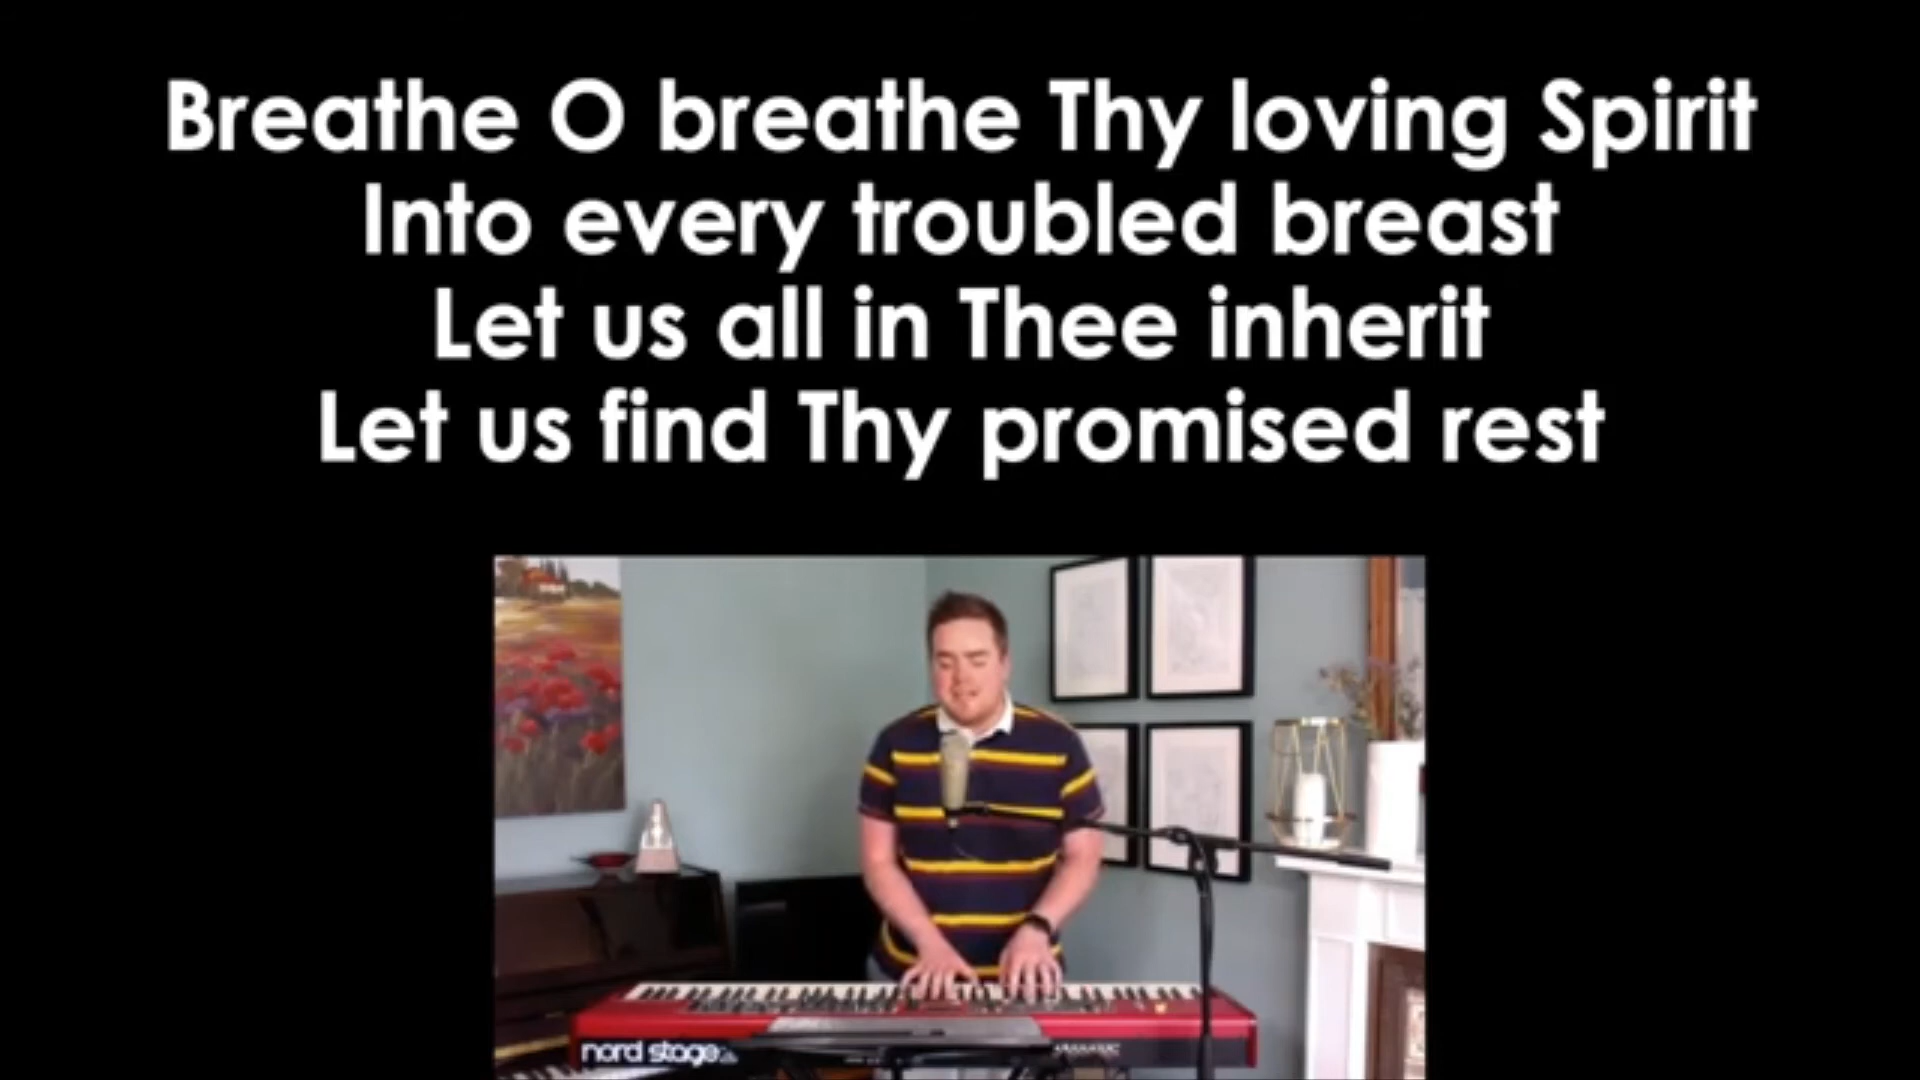 Breathe O breathe Thy loving Spirit
Into every troubled breast
Let us all in Thee inherit
Let us find Thy promised rest
nord stage